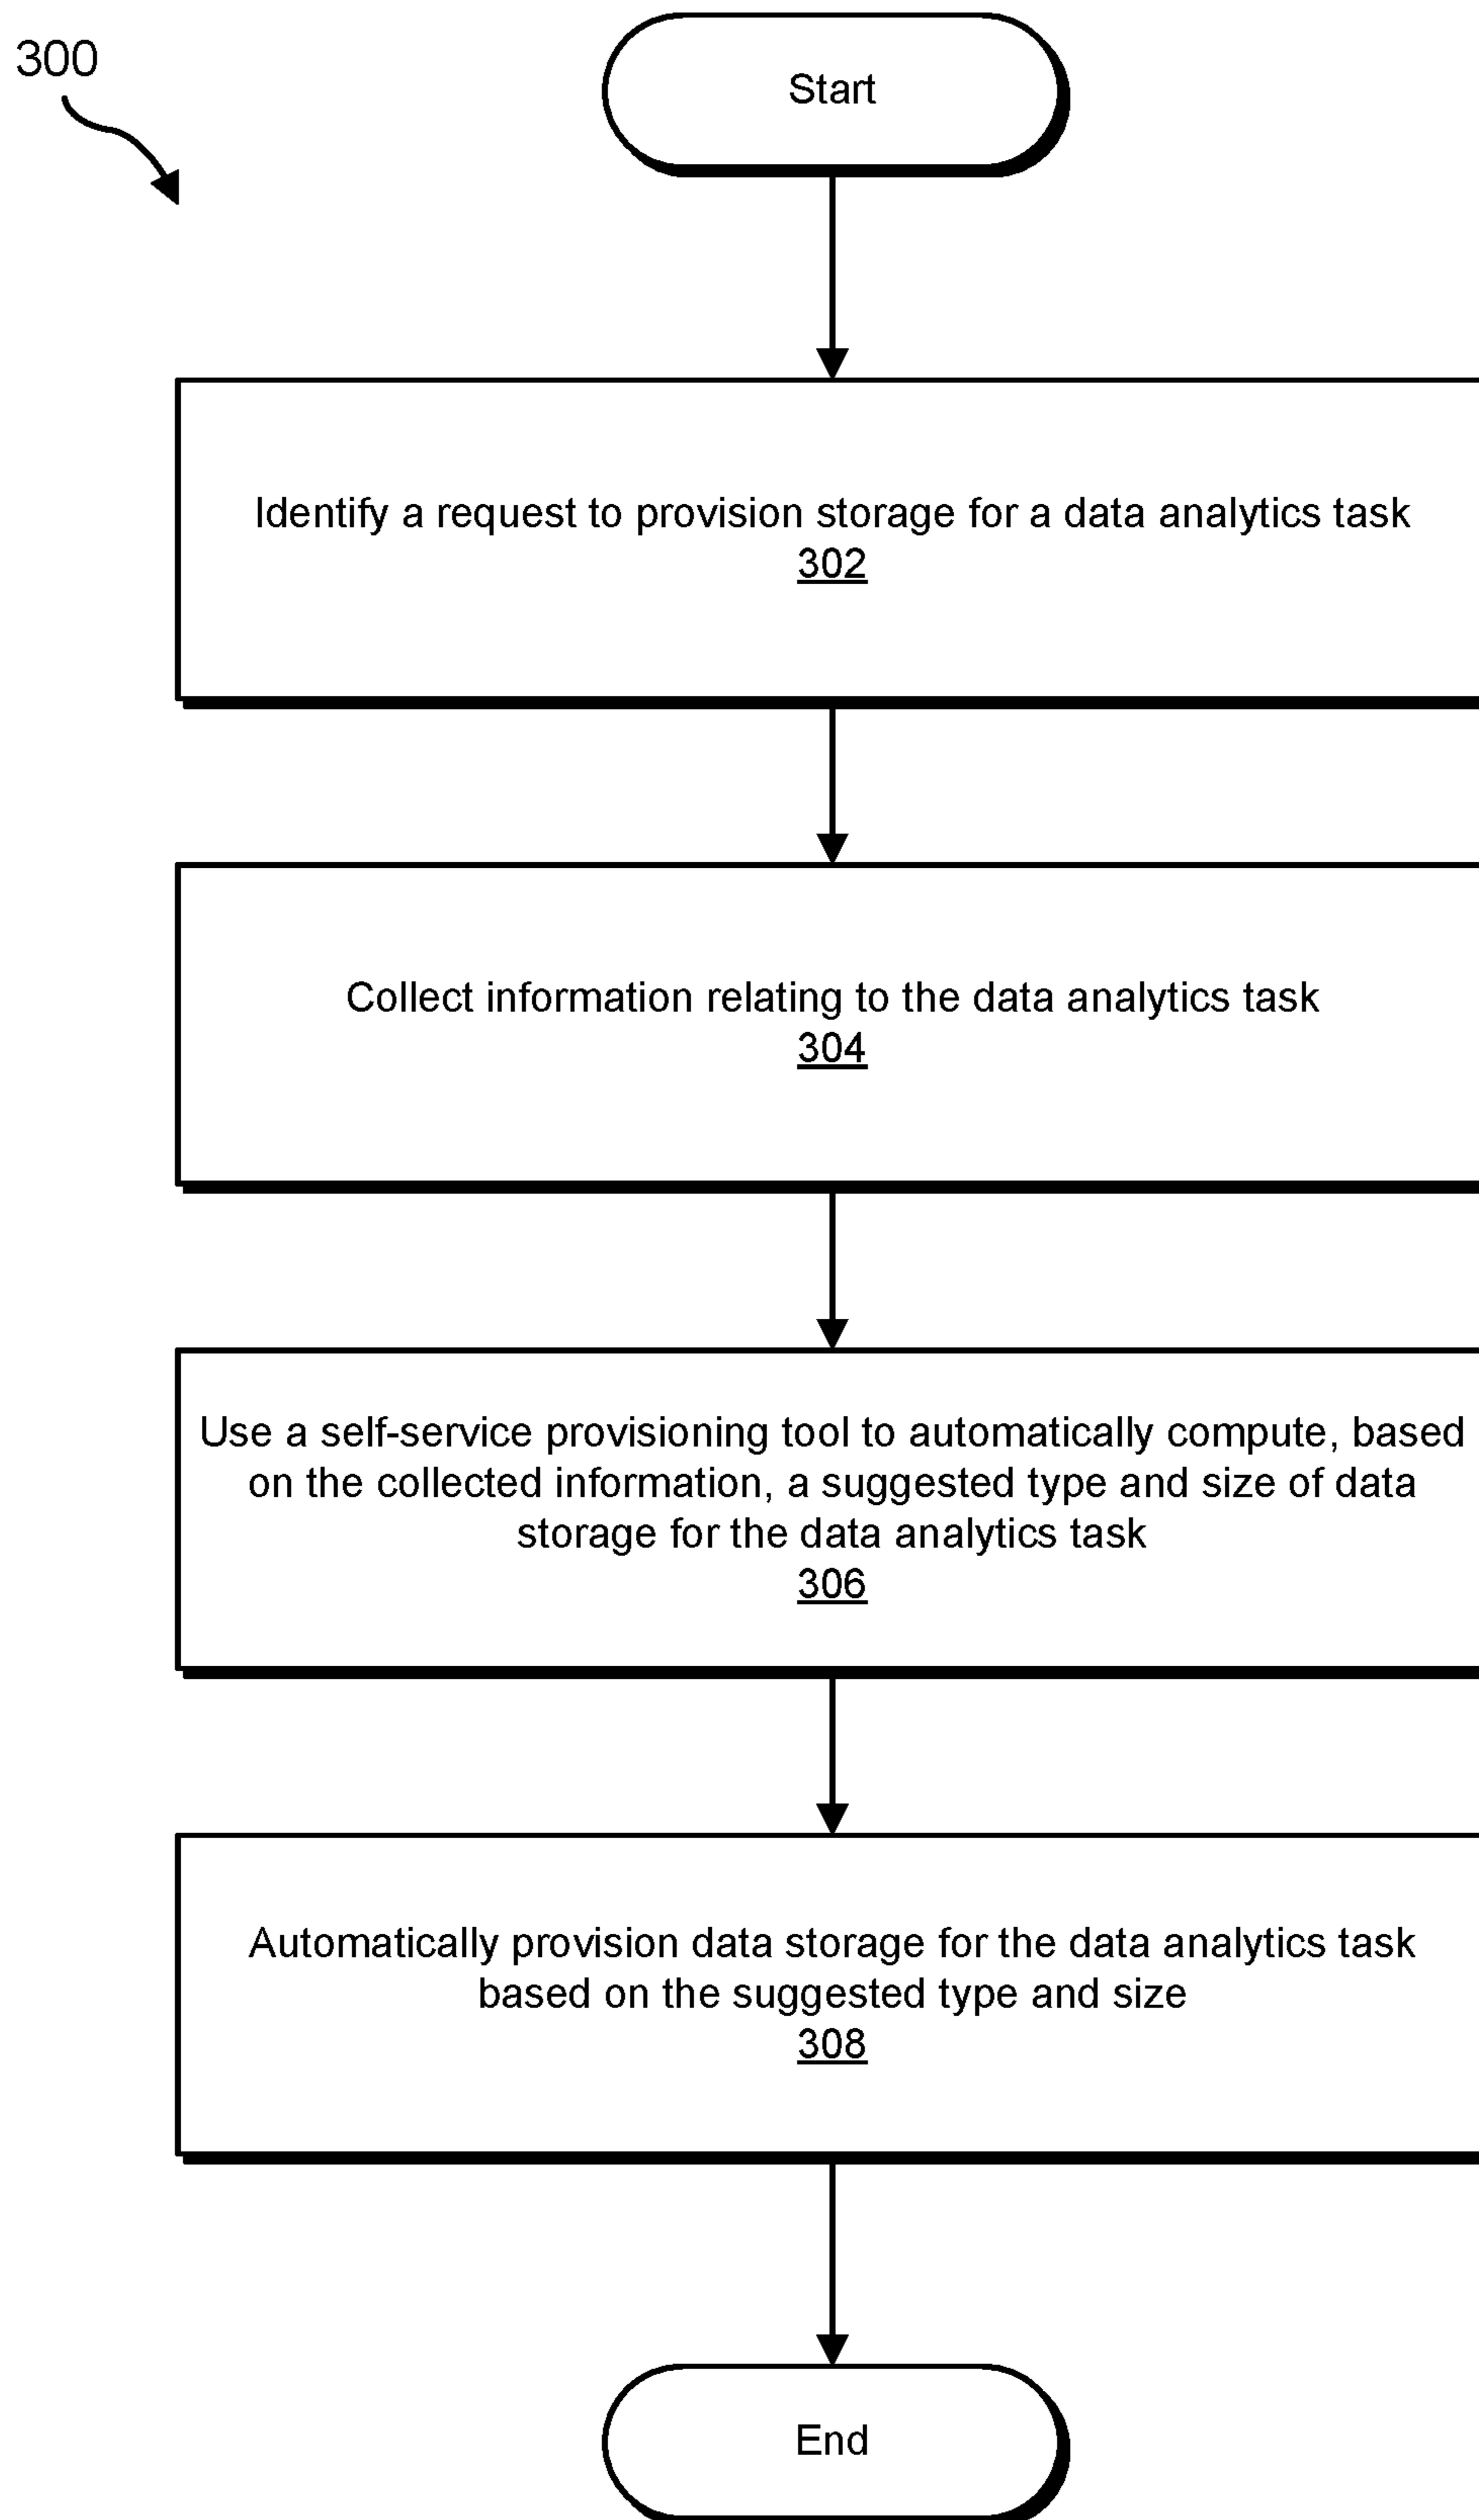 300
Start
Identify a request to provision storage for a data analytics task
302
Collect information relating to the data analytics task
304
Use a self-service provisioning tool to automatically compute, based
on the collected information, a suggested type and size of data
storage for the data analytics task
306
Automatically provision data storage for the data analytics task
based on the suggested type and size
308
End